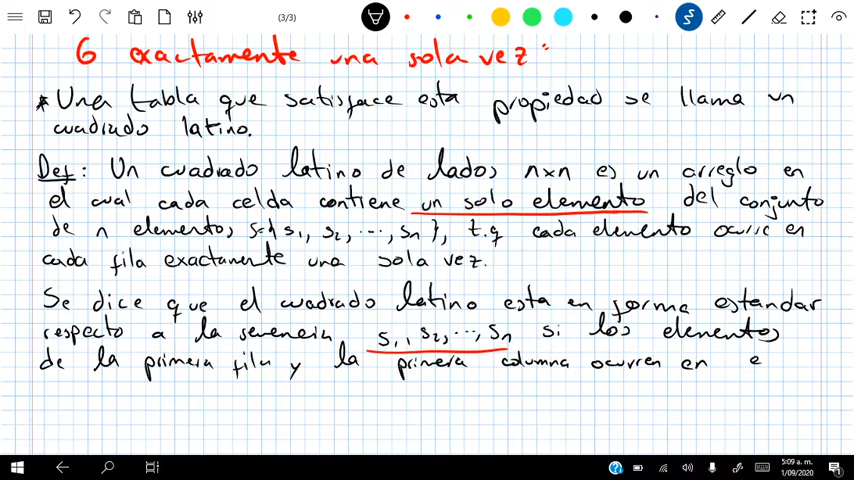 (3/3)
6 exactamente una sola vez:
* Una tabla que satisface esta propiedad se llama un
cuadrado latino.
Def: Un cuadrado latino de lados n×n es un arreglo en
el cual cada celda contiene un solo elemento del conjunto
de n elementos, S={s₁, s₂, ..., sₙ}, t.q cada elemento ocurre en
cada fila exactamente una sola vez.
Se dice que el cuadrado latino esta en forma estandar
respecto a la s₁, s₂, ..., sₙ si los elementos
de la primera fila y la primera columna ocurren en e
5:09 a. m.
1/09/2020